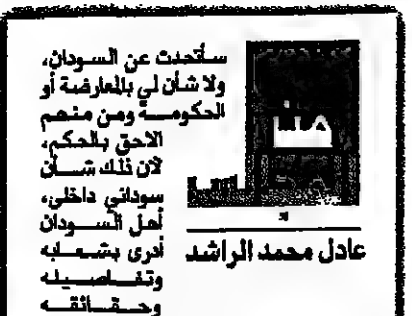 سأتحدث عن السودان،
ولا شأن لي بالمعارضة أو
الحكومة ومن منهم
الاحق بالحكم،
لأن ذلك شأن
سوداني داخلي،
أهل السودان
أدرى بشعابه
وتفاصيله
وحقائقه
عادل محمد الراشد